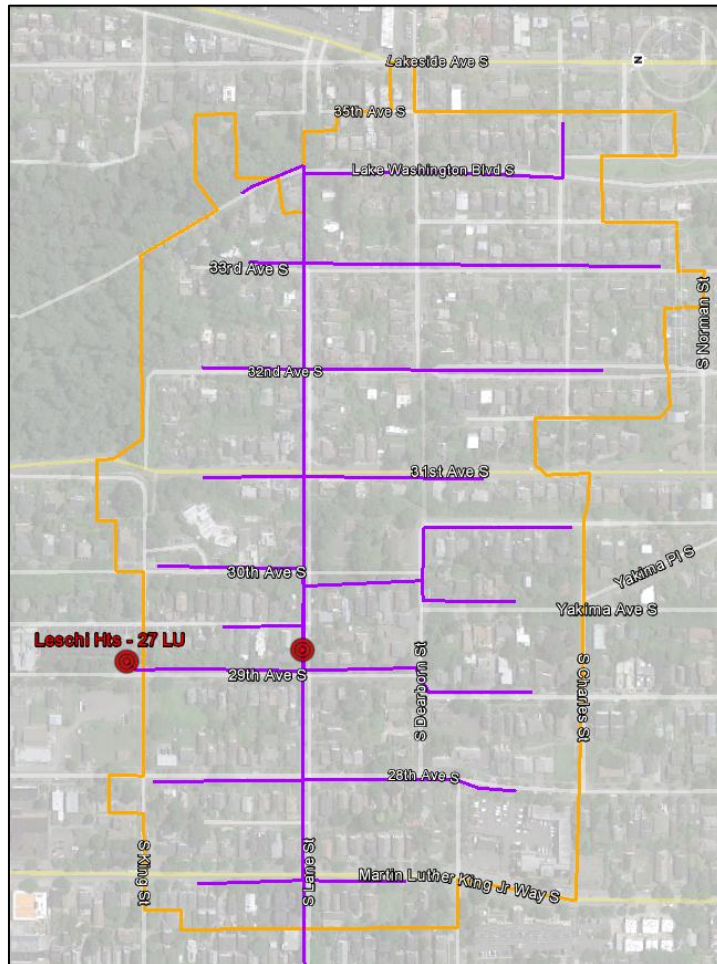 Lakeside Ave S
N
35th Ave S
Lake Washington Blvd S
33rd Ave S
S Norman St
32nd Ave S
31st Ave S
30th Ave S
Yakima Pl S
Yakima Ave S
Leschi Hts - 27 LU
29th Ave S
S Dearborn St
S Charles St
28th Ave S
S King St
S Lane St
Martin Luther King Jr Way S